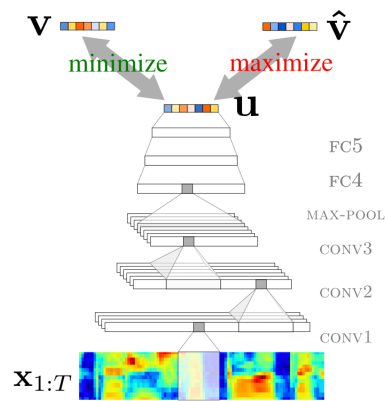 v
v̂
minimize
maximize
u
FC5
FC4
MAX-POOL
CONV3
CONV2
CONV1
x1:T